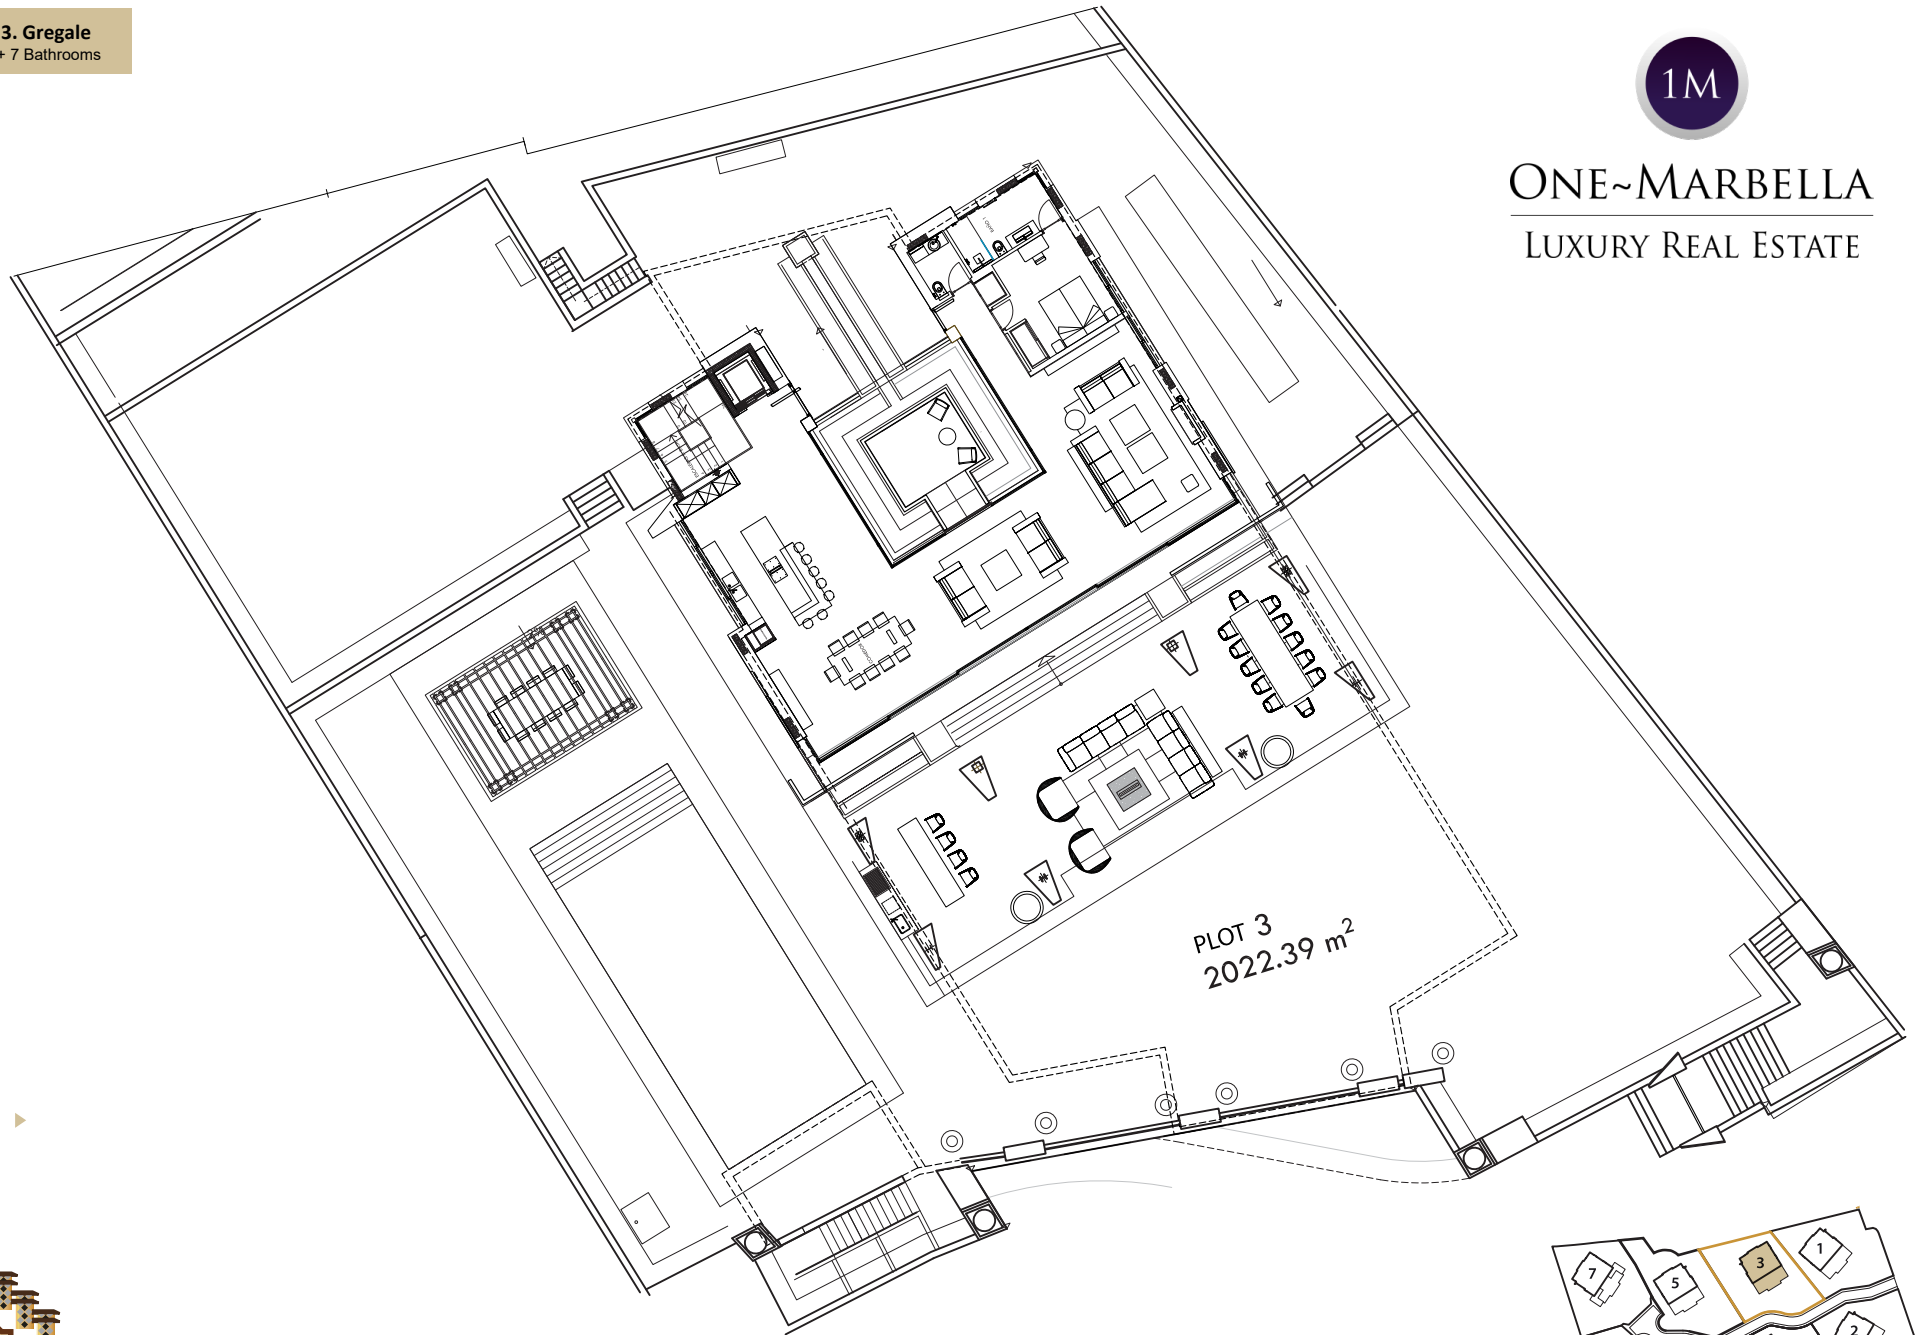 3. Gregale
+ 7 Bathrooms
1M
ONE~MARBELLA
LUXURY REAL ESTATE
PLOT 3
2022.39 m²
7
5
3
1
2